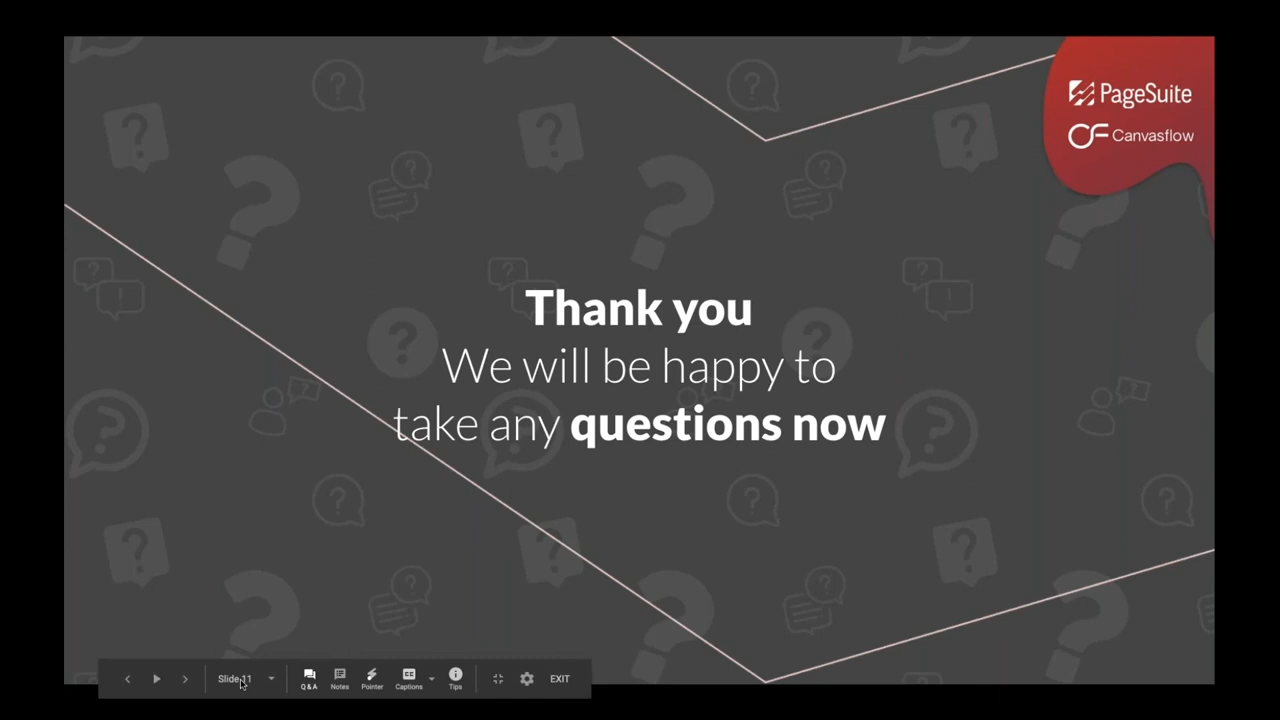 PageSuite
CF Canvasflow
Thank you
We will be happy to
take any questions now
Slide 11
Q & A
Notes
Pointer
Captions
Tips
EXIT